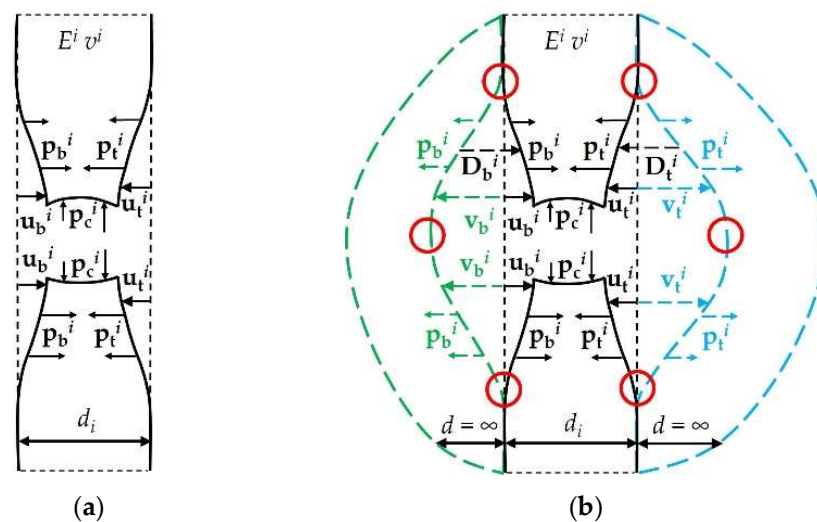 Eⁱ vⁱ
p_bⁱ p_tⁱ
u_bⁱ p_cⁱ u_tⁱ
u_bⁱ p_cⁱ u_tⁱ
p_bⁱ p_tⁱ
d_i
(a)
Eⁱ vⁱ
p_bⁱ D_bⁱ p_bⁱ p_tⁱ D_tⁱ p_tⁱ
v_bⁱ u_bⁱ p_cⁱ u_tⁱ v_tⁱ
v_bⁱ u_bⁱ p_cⁱ u_tⁱ v_tⁱ
p_bⁱ p_bⁱ p_tⁱ p_tⁱ
d = ∞ d_i d = ∞
(b)